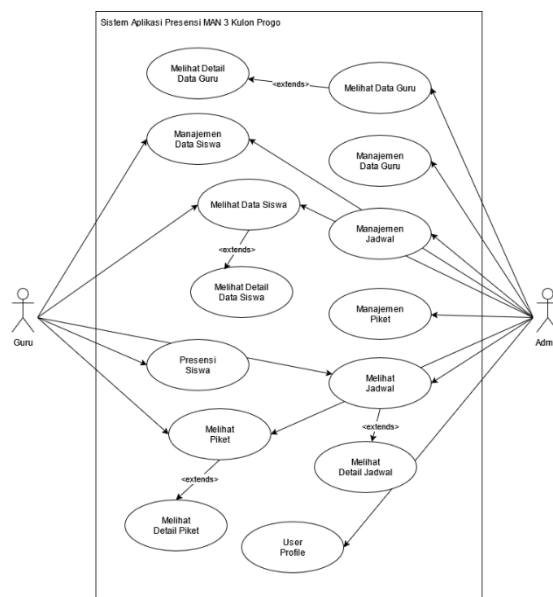 Sistem Aplikasi Presensi MAN 3 Kulon Progo
Melihat Detail
Data Guru
<extends>
Melihat Data Guru
Manajemen
Data Siswa
Manajemen
Data Guru
Melihat Data Siswa
Manajemen
Jadwal
<extends>
Melihat Detail
Data Siswa
Manajemen
Piket
Guru
Adm
Presensi
Siswa
Melihat
Jadwal
<extends>
Melihat
Piket
<extends>
Melihat
Detail Jadwal
Melihat
Detail Piket
User
Profile